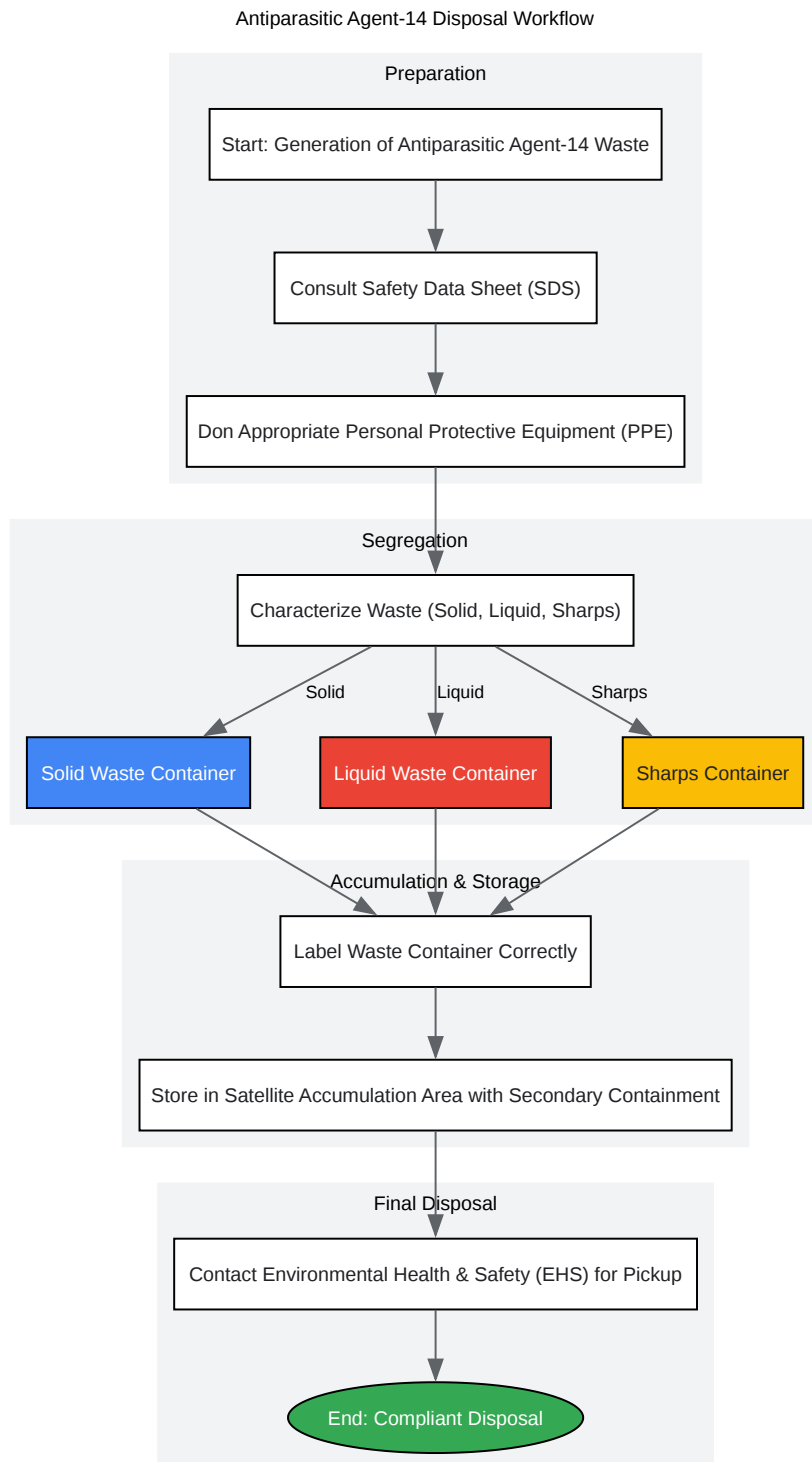 Antiparasitic Agent-14 Disposal Workflow
Preparation
Start: Generation of Antiparasitic Agent-14 Waste
Consult Safety Data Sheet (SDS)
Don Appropriate Personal Protective Equipment (PPE)
Segregation
Characterize Waste (Solid, Liquid, Sharps)
Solid
Liquid
Sharps
Solid Waste Container
Liquid Waste Container
Sharps Container
Accumulation & Storage
Label Waste Container Correctly
Store in Satellite Accumulation Area with Secondary Containment
Final Disposal
Contact Environmental Health & Safety (EHS) for Pickup
End: Compliant Disposal